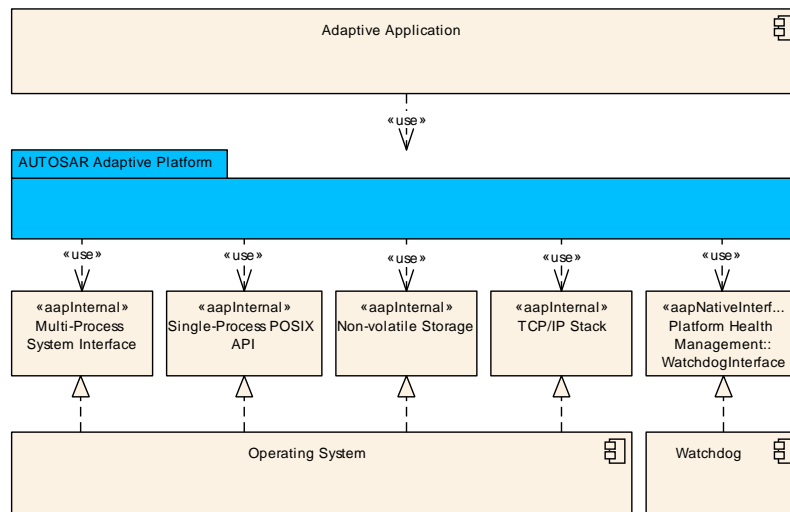 Adaptive Application
«use»
AUTOSAR Adaptive Platform
«use»
«use»
«use»
«use»
«use»
«aapInternal»
Multi-Process
System Interface
«aapInternal»
Single-Process POSIX
API
«aapInternal»
Non-volatile Storage
«aapInternal»
TCP/IP Stack
«aapNativeInterf...
Platform Health
Management::
WatchdogInterface
Operating System
Watchdog